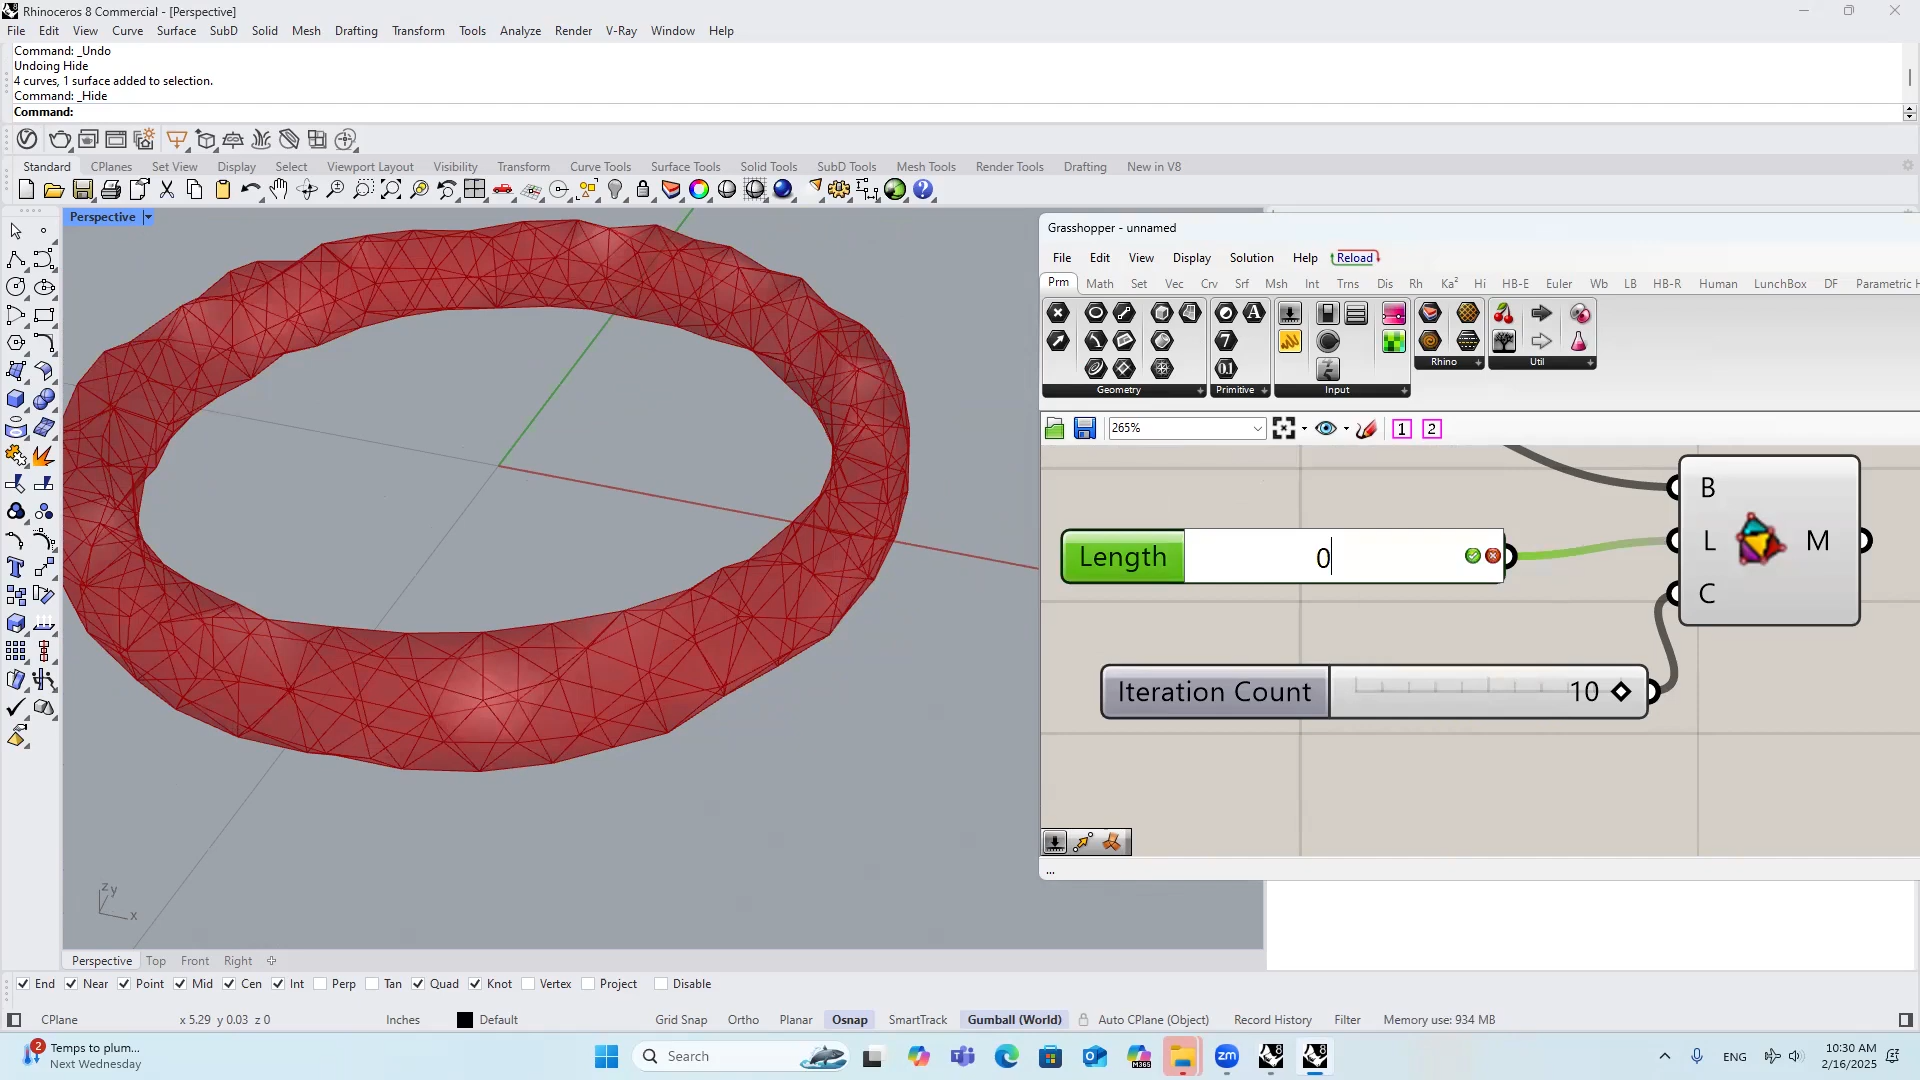 Rhinoceros 8 Commercial - [Perspective]
File Edit View Curve Surface SubD Solid Mesh Drafting Transform Tools Analyze Render V-Ray Window Help
Command: _Undo
Undoing Hide
4 curves, 1 surface added to selection.
Command: _Hide
Command:
Standard CPlanes Set View Display Select Viewport Layout Visibility Transform Curve Tools Surface Tools Solid Tools SubD Tools Mesh Tools Render Tools Drafting New in V8
Perspective
Grasshopper - unnamed
File Edit View Display Solution Help Reload
Prm Math Set Vec Crv Srf Msh Int Trns Dis Rh Ka² Hi HB-E Euler Wb LB HB-R Human LunchBox DF Parametric H
Geometry Primitive Input Rhino Util
265% 1 2
B
Length 0 L M
C
Iteration Count 10
...
z y
x
Perspective Top Front Right
End Near Point Mid Cen Int Perp Tan Quad Knot Vertex Project Disable
CPlane x 5.29 y 0.03 z 0 Inches Default Grid Snap Ortho Planar Osnap SmartTrack Gumball (World) Auto CPlane (Object) Record History Filter Memory use: 934 MB
2 Temps to plum...
Next Wednesday
Search
ENG
10:30 AM
2/16/2025